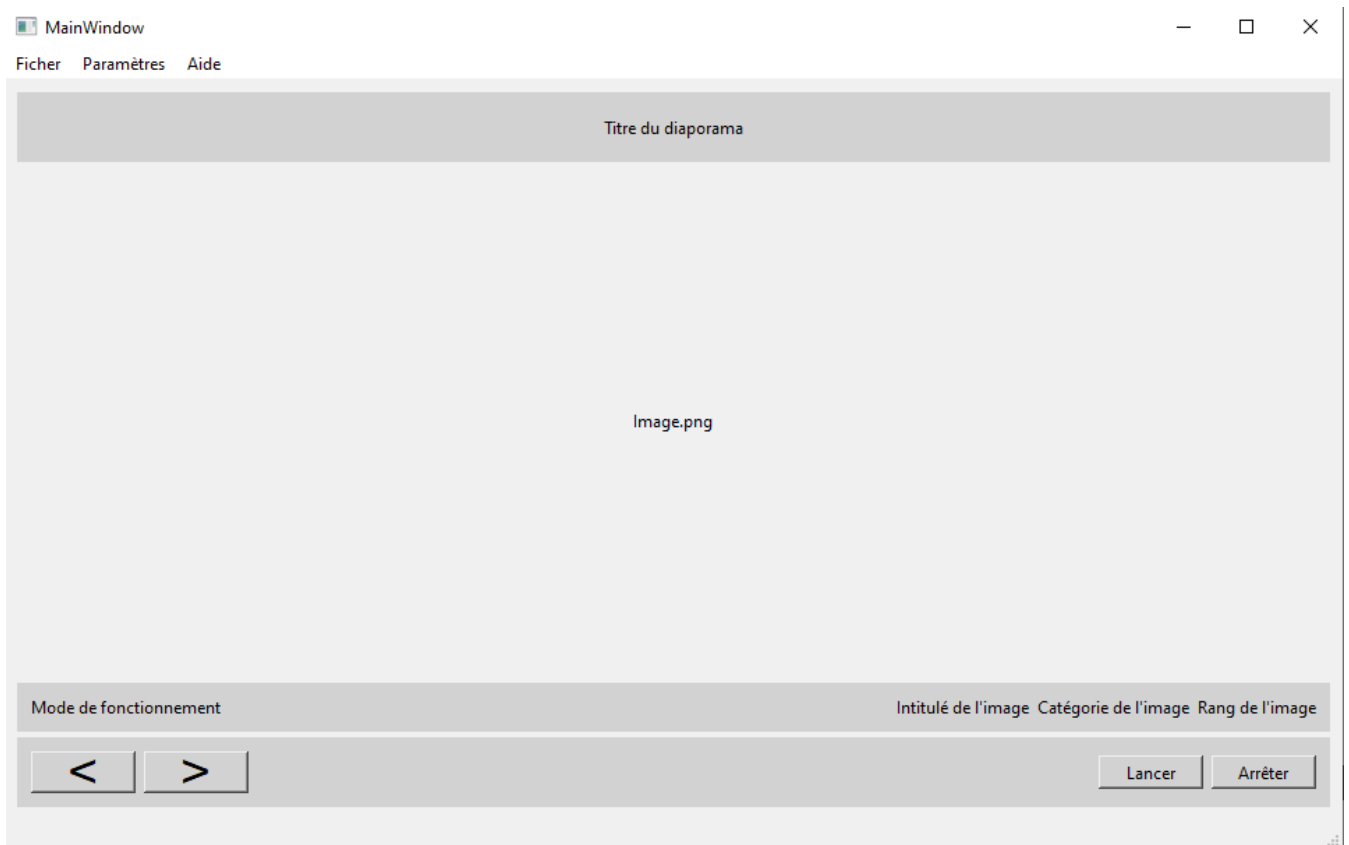 MainWindow
Ficher Paramètres Aide
Titre du diaporama
Image.png
Mode de fonctionnement Intitulé de l'image Catégorie de l'image Rang de l'image
< > Lancer Arrêter